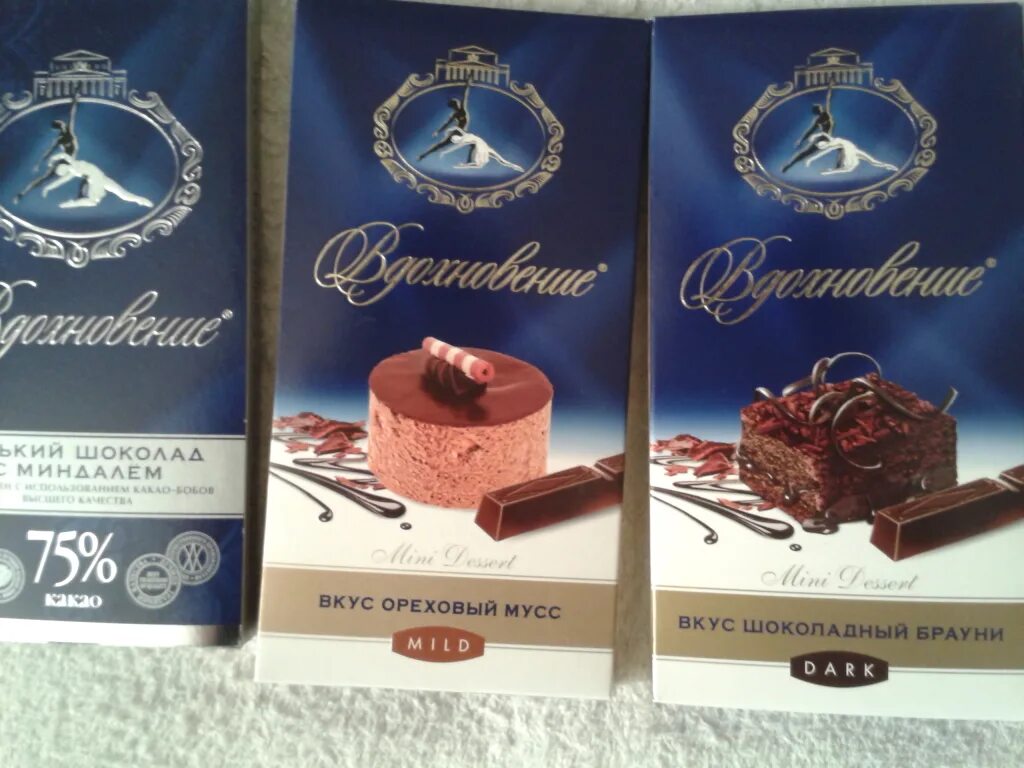 Вдохновение®
ШОКОЛАД
С МИНДАЛЕМ
С ИСПОЛЬЗОВАНИЕМ КАКАО-БОБОВ
ВЫСШЕГО КАЧЕСТВА
75%
какао
Вдохновение®
Mini Dessert
ВКУС ОРЕХОВЫЙ МУСС
MILD
Вдохновение®
Mini Dessert
ВКУС ШОКОЛАДНЫЙ БРАУНИ
DARK